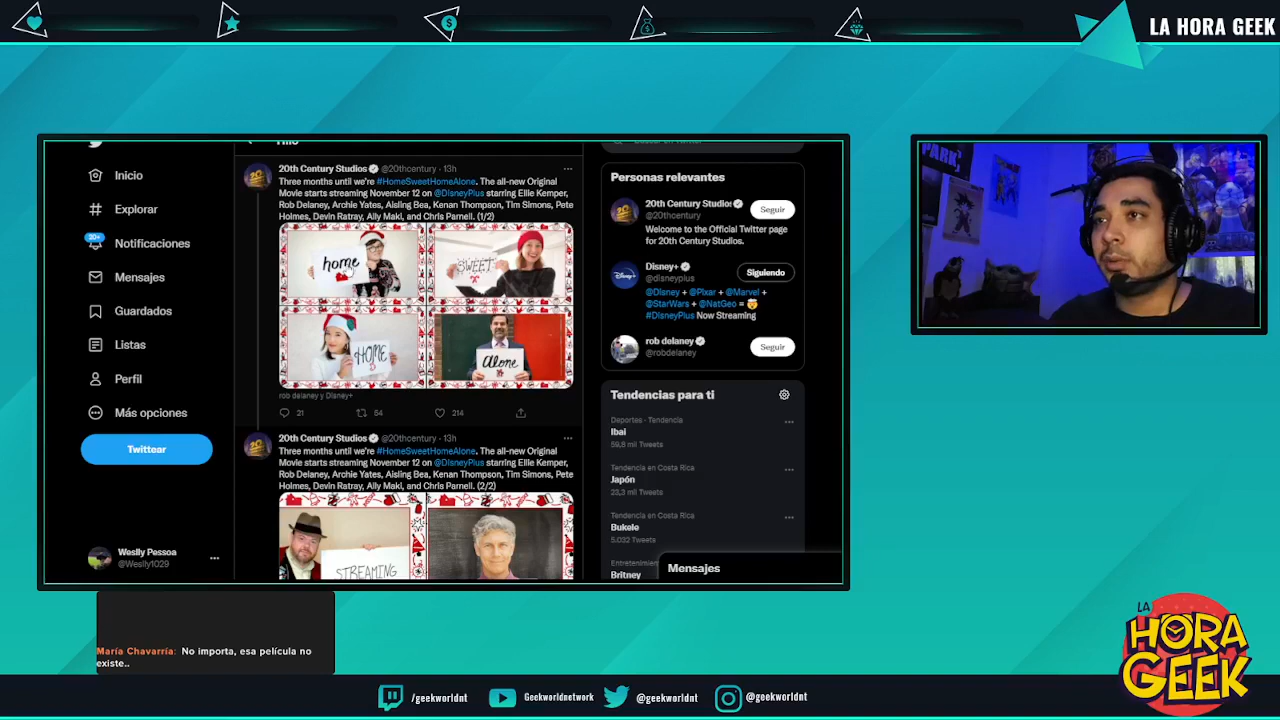 LA HORA GEEK
Inicio
Explorar
20+
Notificaciones
Mensajes
Guardados
Listas
Perfil
Más opciones
Twittear
Weslly Pessoa
@Weslly1029
Hilo
20th Century Studios @20thcentury · 13h
Three months until we're #HomeSweetHomeAlone. The all-new Original
Movie starts streaming November 12 on @DisneyPlus starring Ellie Kemper,
Rob Delaney, Archie Yates, Aisling Bea, Kenan Thompson, Tim Simons, Pete
Holmes, Devin Ratray, Ally Maki, and Chris Parnell. (1/2)
home
SWEET
HOME
Alone
rob delaney y Disney+
21 54 214
20th Century Studios @20thcentury · 13h
Three months until we're #HomeSweetHomeAlone. The all-new Original
Movie starts streaming November 12 on @DisneyPlus starring Ellie Kemper,
Rob Delaney, Archie Yates, Aisling Bea, Kenan Thompson, Tim Simons, Pete
Holmes, Devin Ratray, Ally Maki, and Chris Parnell. (2/2)
STREAMING
Buscar en Twitter
Personas relevantes
20th Century Studios
@20thcentury
Seguir
Welcome to the Official Twitter page
for 20th Century Studios.
Disney+
@disneyplus
Siguiendo
@Disney + @Pixar + @Marvel +
@StarWars + @NatGeo = 🤯
#DisneyPlus Now Streaming
rob delaney
@robdelaney
Seguir
Tendencias para ti
Deportes · Tendencia
Ibai
59,8 mil Tweets
Tendencia en Costa Rica
Japón
23,3 mil Tweets
Tendencia en Costa Rica
Bukele
5.032 Tweets
Britney
Mensajes
PARK
María Chavarría: No importa, esa película no
existe..
LA
HORA
GEEK
/geekworldnt
Geekworldnetwork
@geekworldnt
@geekworldnt